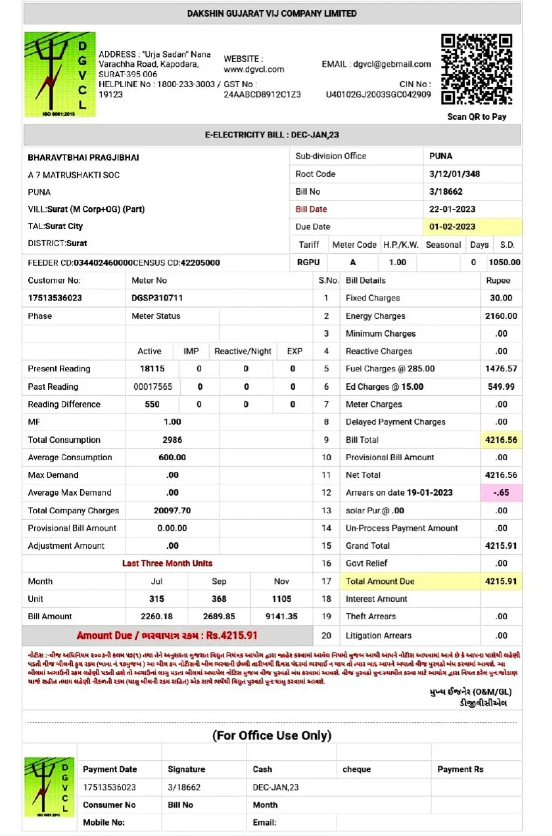 DAKSHIN GUJARAT VIJ COMPANY LIMITED
DGVCL
ISO 9001:2015
ADDRESS : "Urja Sadan" Nana
Varachha Road, Kapodara,
SURAT-395 006
HELPLINE No : 1800-233-3003 /
19123
WEBSITE :
www.dgvcl.com
GST No :
24AABCD8912C1Z3
EMAIL : dgvcl@gebmail.com
CIN No :
U40102GJ2003SGC042909
Scan QR to Pay
E-ELECTRICITY BILL : DEC-JAN,23
BHARAVTBHAI PRAGJIBHAI
A 7 MATRUSHAKTI SOC
PUNA
VILL:Surat (M Corp+OG) (Part)
TAL:Surat City
DISTRICT:Surat
FEEDER CD:034402460000CENSUS CD:42205000
Sub-division Office PUNA
Root Code 3/12/01/348
Bill No 3/18662
Bill Date 22-01-2023
Due Date 01-02-2023
Tariff Meter Code H.P./K.W. Seasonal Days S.D.
RGPU A 1.00 0 1050.00
Customer No: Meter No
17513536023 DGSP310711
Phase Meter Status
Active IMP Reactive/Night EXP
Present Reading 18115 0 0 0
Past Reading 00017565 0 0 0
Reading Difference 550 0 0 0
MF 1.00
Total Consumption 2986
Average Consumption 600.00
Max Demand .00
Average Max Demand .00
Total Company Charges 20097.70
Provisional Bill Amount 0.00.00
Adjustment Amount .00
Last Three Month Units
Month Jul Sep Nov
Unit 315 368 1105
Bill Amount 2260.18 2689.85 9141.35
Amount Due / ભરવાપાત્ર રકમ : Rs.4215.91
S.No. Bill Details Rupee
1 Fixed Charges 30.00
2 Energy Charges 2160.00
3 Minimum Charges .00
4 Reactive Charges .00
5 Fuel Charges @ 285.00 1476.57
6 Ed Charges @ 15.00 549.99
7 Meter Charges .00
8 Delayed Payment Charges .00
9 Bill Total 4216.56
10 Provisional Bill Amount .00
11 Net Total 4216.56
12 Arrears on date 19-01-2023 -.65
13 solar Pur @ .00 .00
14 Un-Process Payment Amount .00
15 Grand Total 4215.91
16 Govt Relief .00
17 Total Amount Due 4215.91
18 Interest Amount .00
19 Theft Arrears .00
20 Litigation Arrears .00
મુખ્ય ઈજનેર (O&M/GL)
ડીજીવીસીએલ
(For Office Use Only)
DGVCL
ISO 9001:2015
Payment Date Signature Cash cheque Payment Rs
17513536023 3/18662 DEC-JAN,23
Consumer No Bill No Month
Mobile No: Email: